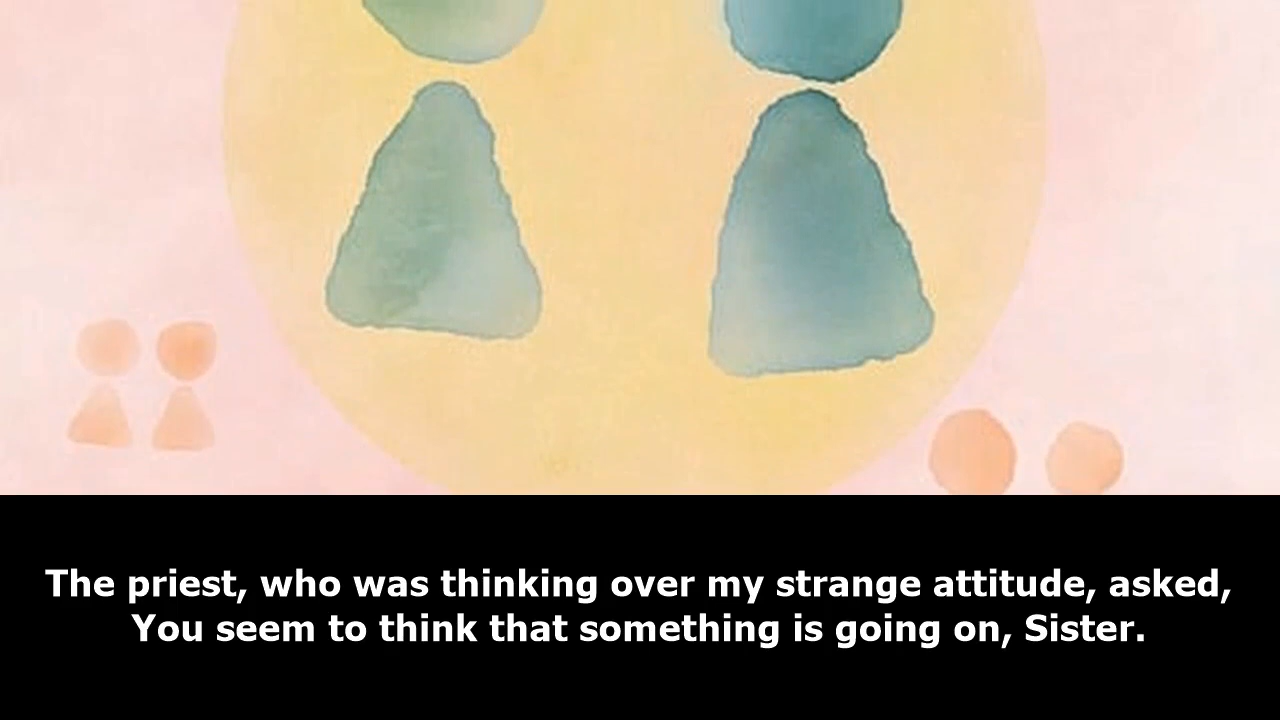 The priest, who was thinking over my strange attitude, asked,
You seem to think that something is going on, Sister.